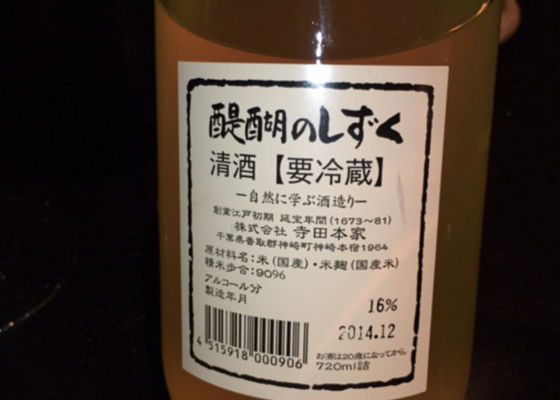 醍醐のしずく
清酒【要冷蔵】
ー自然に学ぶ酒造りー
創業江戸初期 延宝年間(1673~81)
株式会社 寺田本家
千葉県香取郡神崎町神崎本宿1964
原材料名:米(国産)・米麹(国産米)
精米歩合:90%
アルコール分 16%
製造年月 2014.12
4 515918 000906
お酒は20歳になってから。
720ml詰